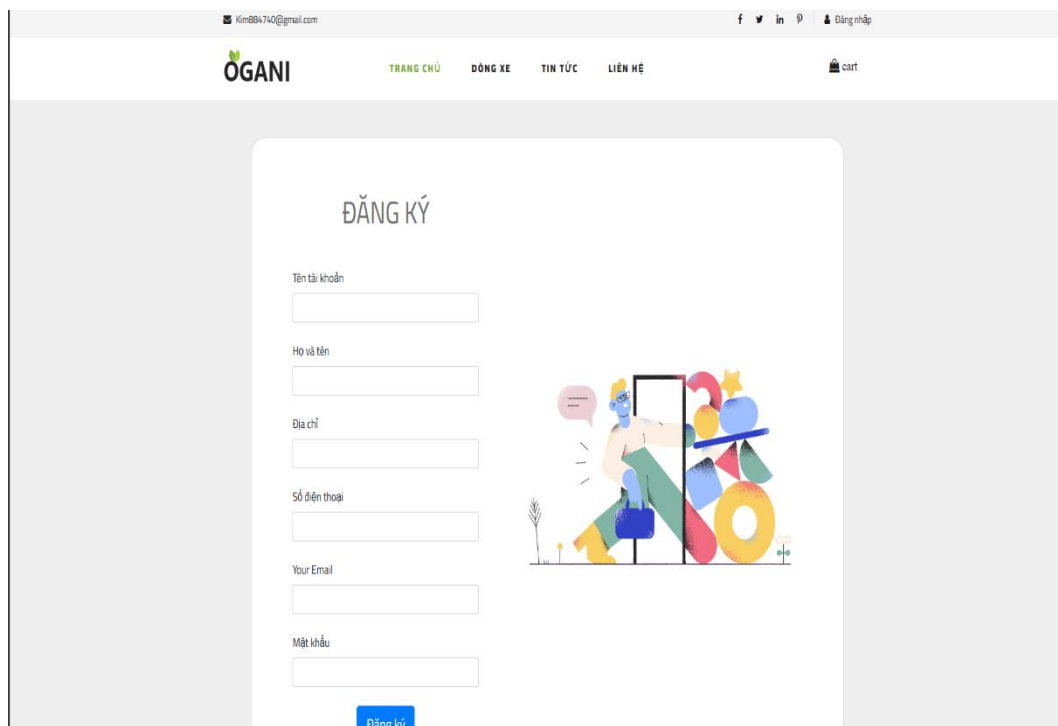 Kim884740@gmail.com
Đăng nhập
OGANI
TRANG CHỦ DÒNG XE TIN TỨC LIÊN HỆ
cart
ĐĂNG KÝ
Tên tài khoản
Họ và tên
Địa chỉ
Số điện thoại
Your Email
Mật khẩu
Đăng ký